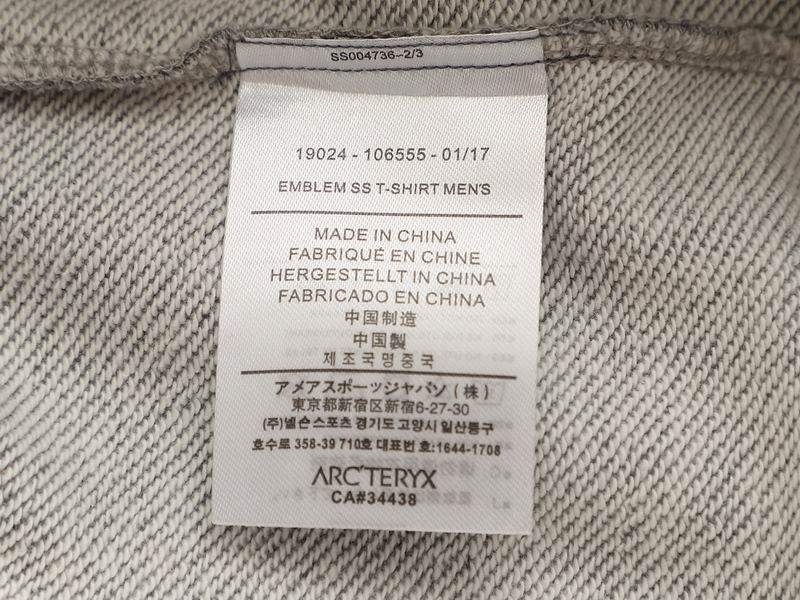 SS004736-2/3
19024 - 106555 - 01/17
EMBLEM SS T-SHIRT MEN'S
MADE IN CHINA
FABRIQUÉ EN CHINE
HERGESTELLT IN CHINA
FABRICADO EN CHINA
中国制造
中国製
제조국명중국
アメアスポーツジャパン(株)
東京都新宿区新宿6-27-30
(주)넬슨스포츠 경기도 고양시 일산동구
호수로 358-39 710호 대표번호:1644-1708
ARC'TERYX
CA#34438